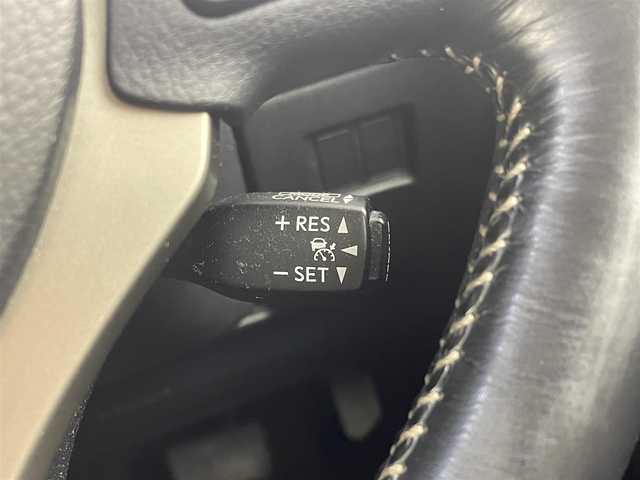 CANCEL
+ RES ▲
◀
− SET ▼